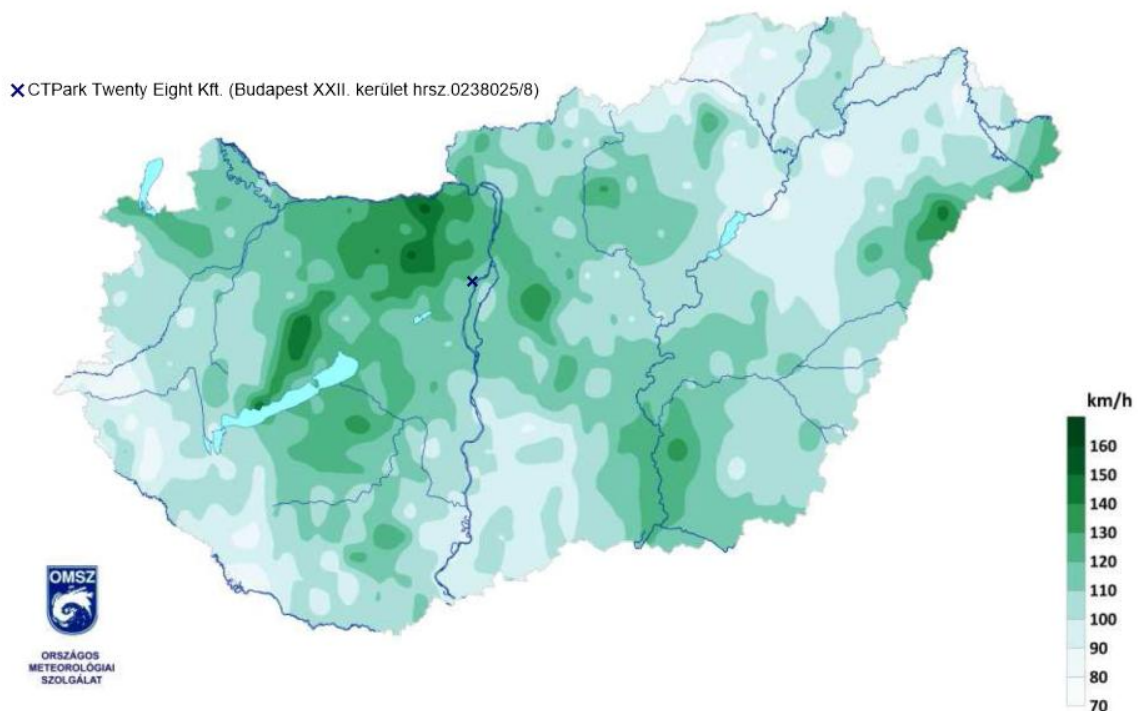 CTPark Twenty Eight Kft. (Budapest XXII. kerület hrsz.0238025/8)
km/h
160
150
140
130
120
110
100
90
80
70
OMSZ
ORSZÁGOS
METEOROLÓGIAI
SZOLGÁLAT